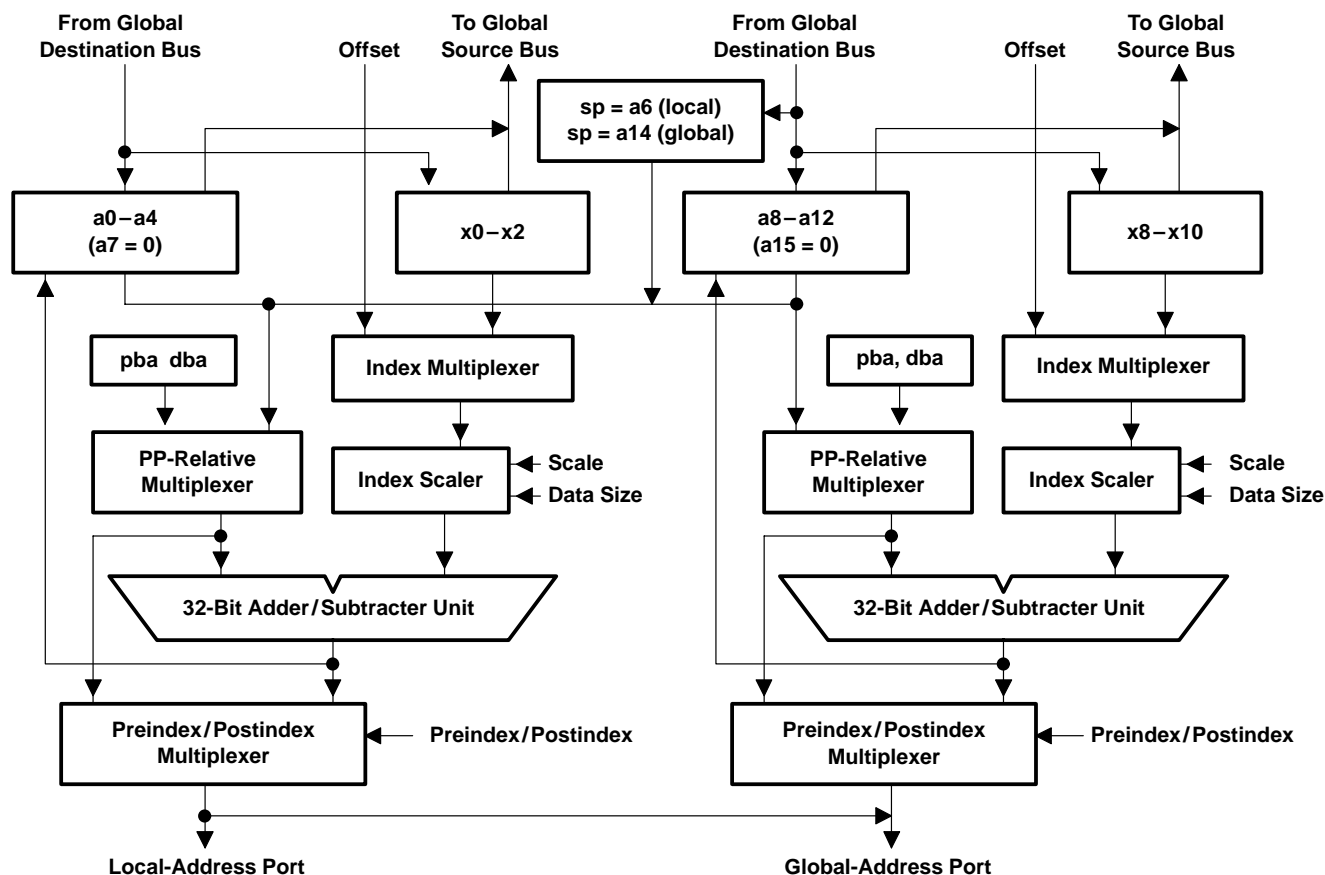 From Global
Destination Bus
Offset
To Global
Source Bus
From Global
Destination Bus
Offset
To Global
Source Bus
sp = a6 (local)
sp = a14 (global)
a0–a4
(a7 = 0)
x0–x2
a8–a12
(a15 = 0)
x8–x10
pba dba
Index Multiplexer
pba, dba
Index Multiplexer
PP-Relative
Multiplexer
Index Scaler
Scale
Data Size
PP-Relative
Multiplexer
Index Scaler
Scale
Data Size
32-Bit Adder/Subtracter Unit
32-Bit Adder/Subtracter Unit
Preindex/Postindex
Multiplexer
Preindex/Postindex
Preindex/Postindex
Multiplexer
Preindex/Postindex
Local-Address Port
Global-Address Port